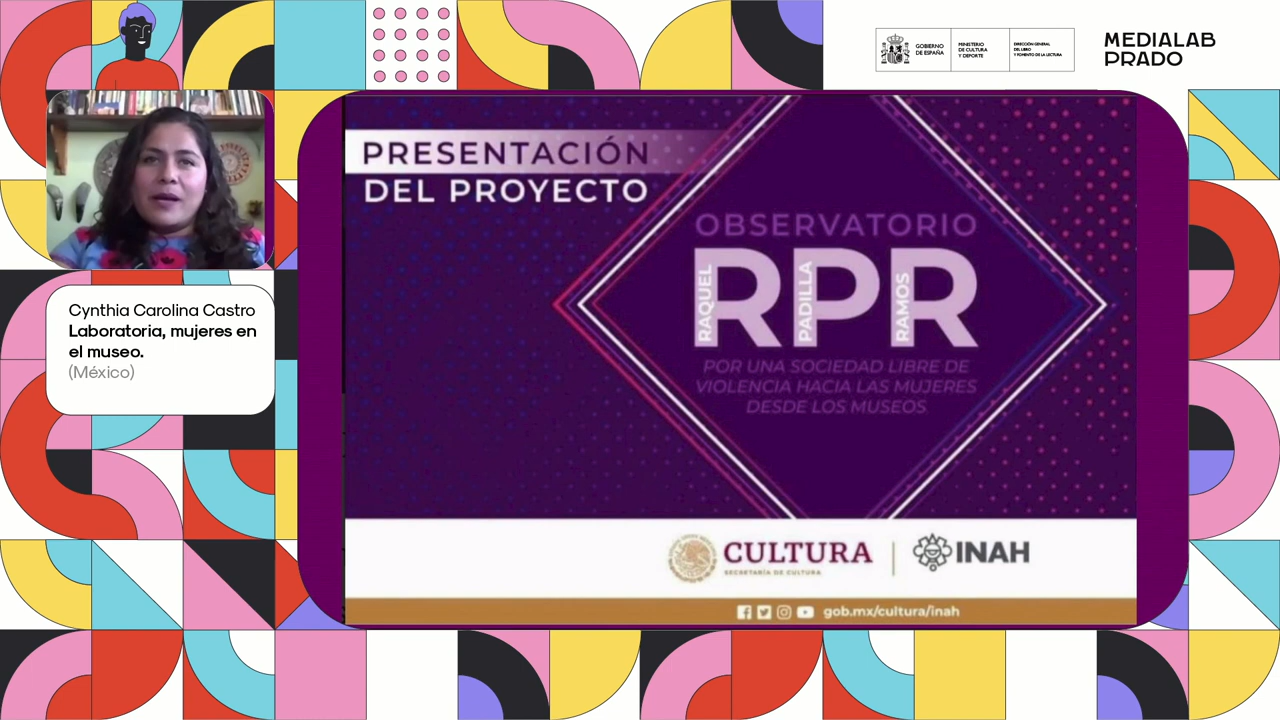 GOBIERNO
DE ESPAÑA
MINISTERIO
DE CULTURA
Y DEPORTE
DIRECCIÓN GENERAL
DEL LIBRO
Y FOMENTO DE LA LECTURA
MEDIALAB
PRADO
PRESENTACIÓN
DEL PROYECTO
OBSERVATORIO
RPR
RAQUEL
PADILLA
RAMOS
POR UNA SOCIEDAD LIBRE DE
VIOLENCIA HACIA LAS MUJERES
DESDE LOS MUSEOS
Cynthia Carolina Castro
Laboratoria, mujeres en
el museo.
(México)
CULTURA
SECRETARÍA DE CULTURA
INAH
gob.mx/cultura/inah